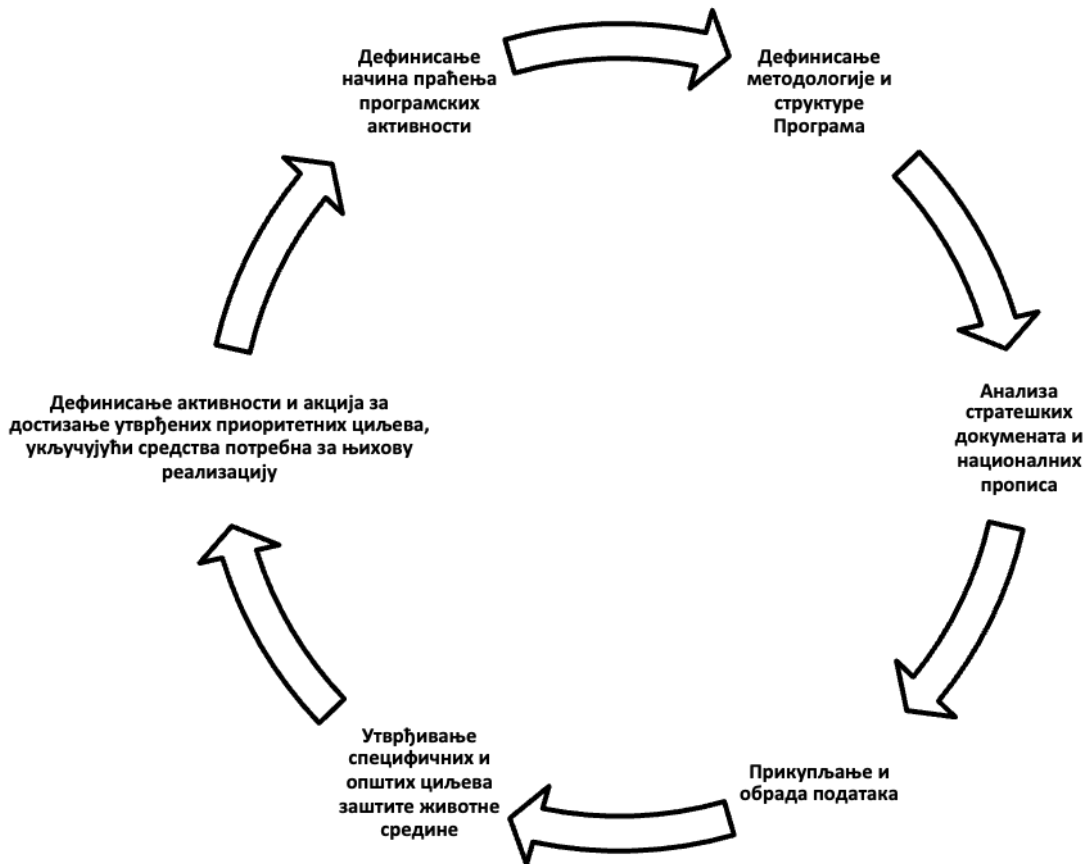 Дефинисање
начина праћења
програмских
активности
Дефинисање
методологије и
структуре
Програма
Анализа
стратешких
докумената и
националних
прописа
Прикупљање и
обрада података
Утврђивање
специфичних и
општих циљева
заштите животне
средине
Дефинисање активности и акција за
достизање утврђених приоритетних циљева,
укључујући средства потребна за њихову
реализацију